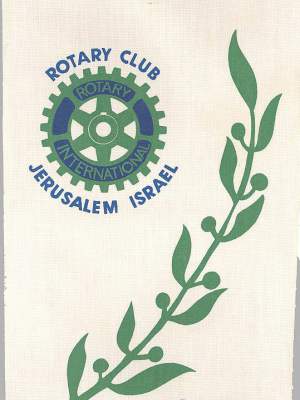 ROTARY CLUB
ROTARY
INTERNATIONAL
JERUSALEM ISRAEL